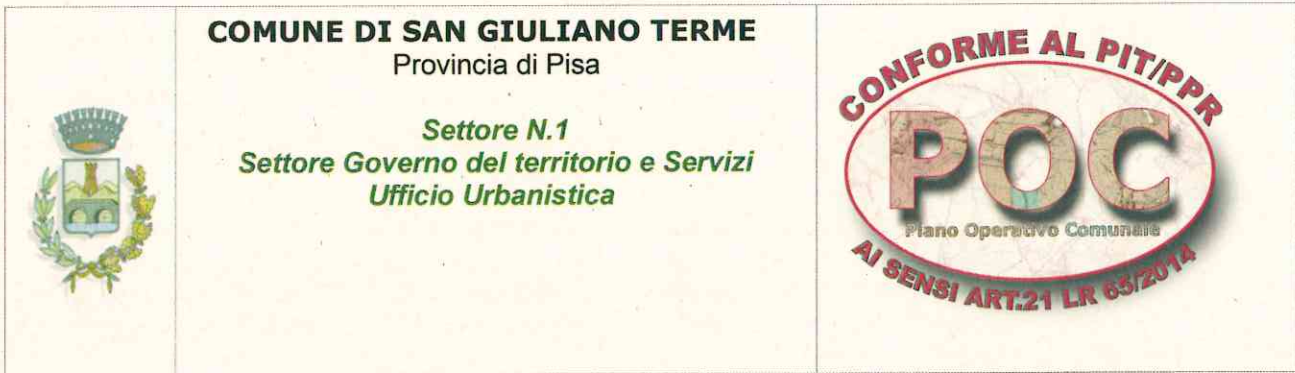 COMUNE DI SAN GIULIANO TERME
Provincia di Pisa
Settore N.1
Settore Governo del territorio e Servizi
Ufficio Urbanistica
CONFORME AL PIT/PPR
POC
Piano Operativo Comunale
AI SENSI ART.21 LR 65/2014